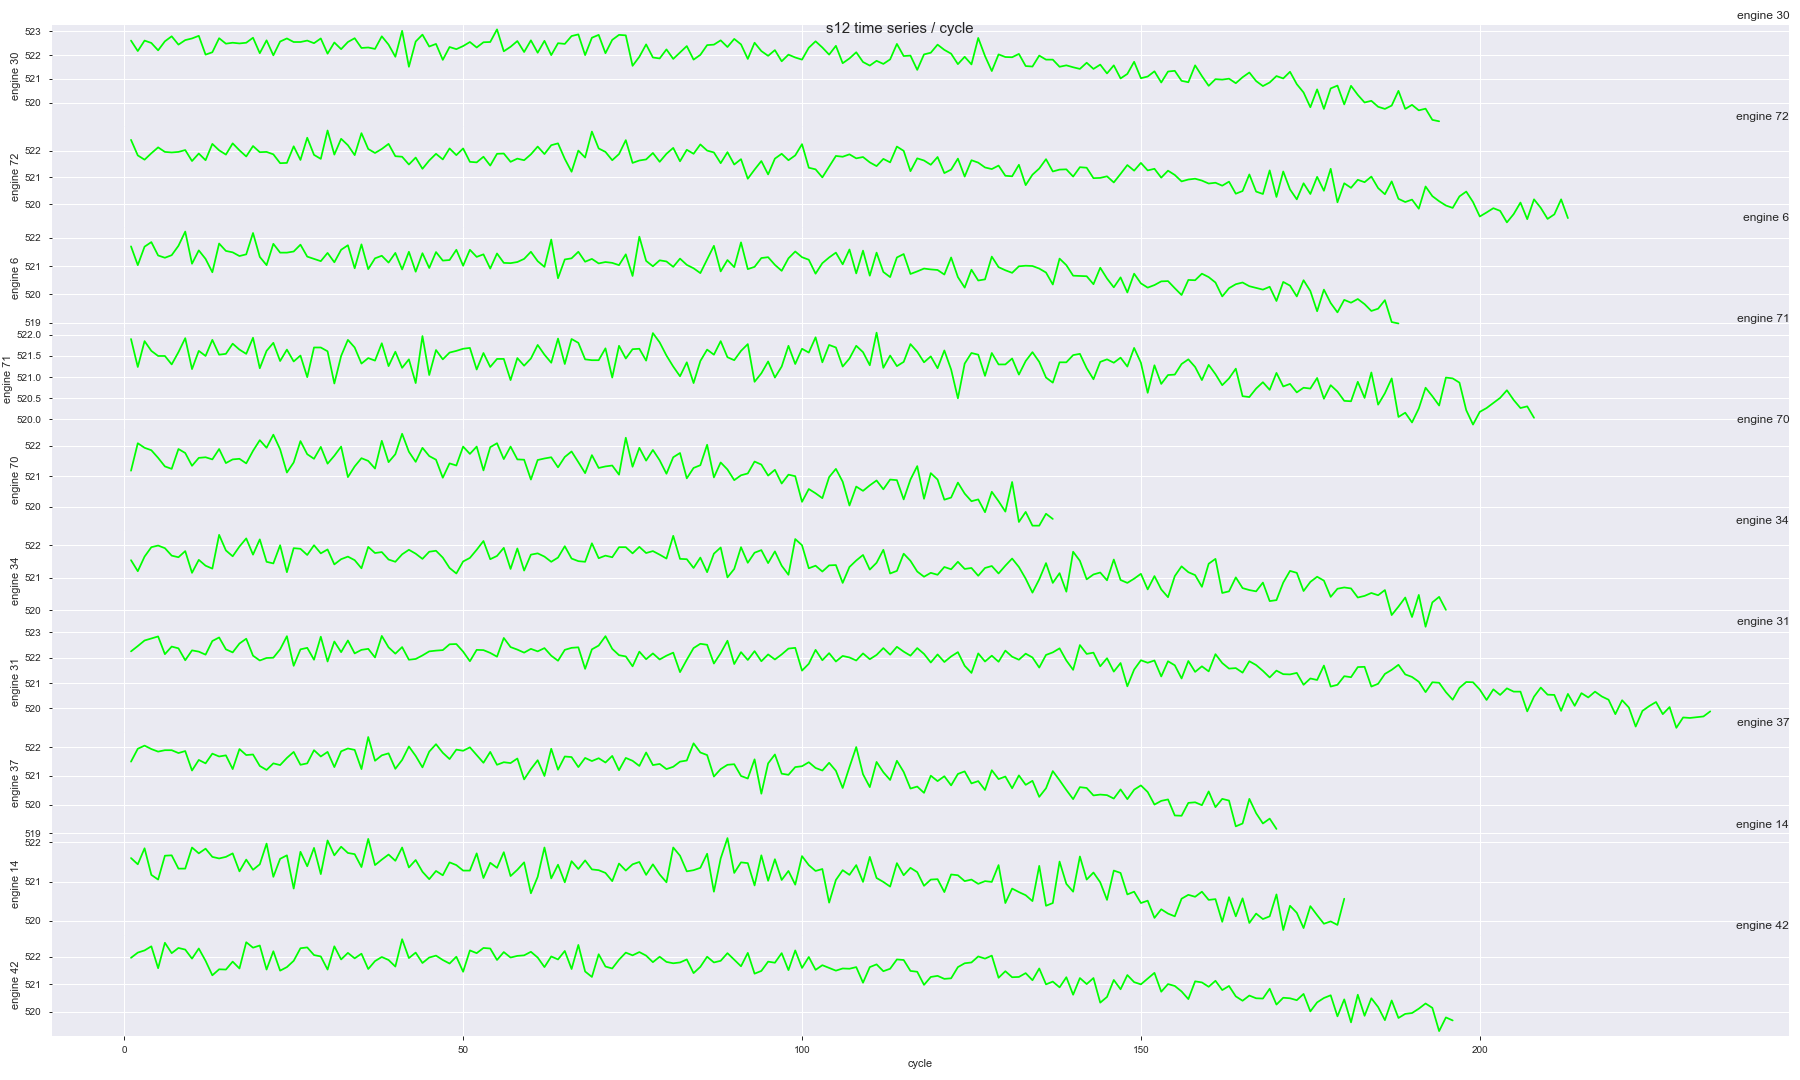 s12 time series / cycle
engine 30
engine 30
523
522
521
520
engine 72
engine 72
522
521
520
engine 6
engine 6
522
521
520
519
engine 71
engine 71
522.0
521.5
521.0
520.5
520.0
engine 70
engine 70
522
521
520
engine 34
engine 34
522
521
520
engine 31
engine 31
523
522
521
520
engine 37
engine 37
522
521
520
519
engine 14
engine 14
522
521
520
engine 42
engine 42
522
521
520
0 50 100 150 200
cycle